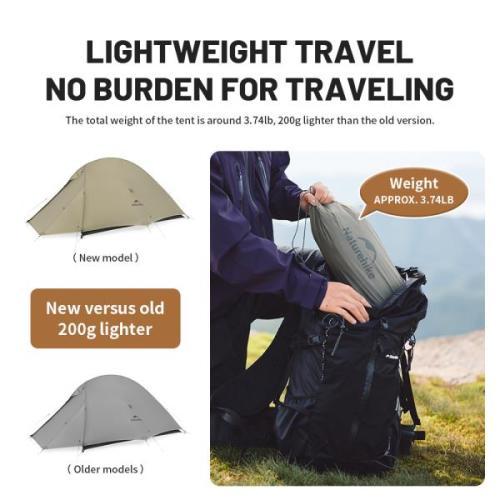 LIGHTWEIGHT TRAVEL
NO BURDEN FOR TRAVELING
The total weight of the tent is around 3.74lb, 200g lighter than the old version.
Weight
APPROX. 3.74LB
Naturehike
( New model )
New versus old
200g lighter
( Older models )